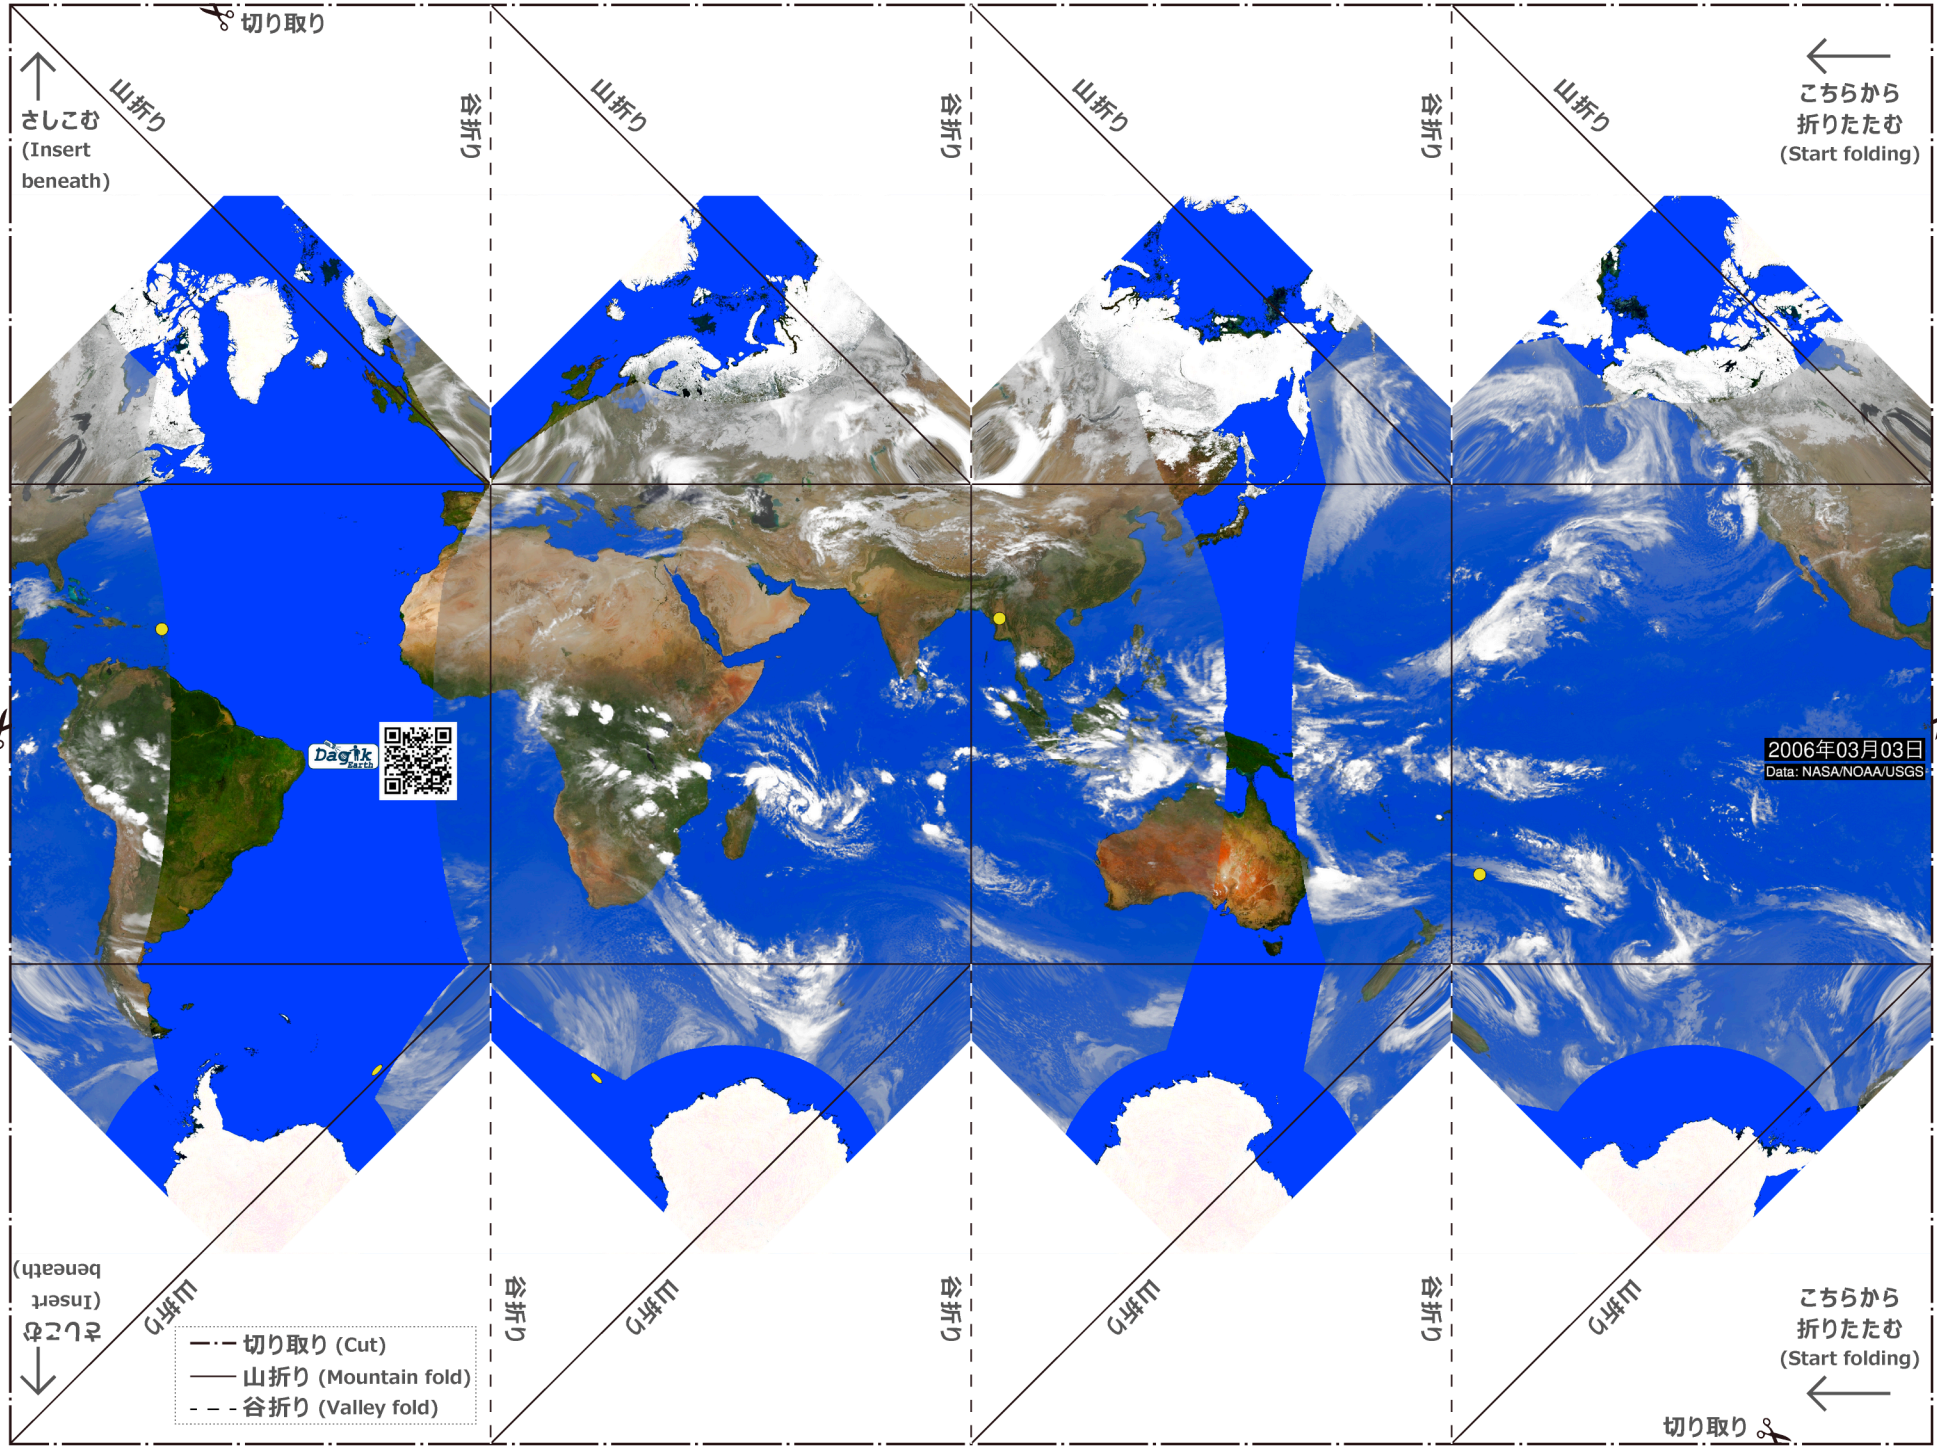 切り取り
山折り
山折り
山折り
山折り
谷折り
谷折り
谷折り
さしこむ
(Insert
beneath)
こちらから
折りたたむ
(Start folding)
Dagik
Earth
2006年03月03日
Data: NASA/NOAA/USGS
さしこむ
(Insert
beneath)
山折り
山折り
山折り
山折り
谷折り
谷折り
谷折り
こちらから
折りたたむ
(Start folding)
切り取り (Cut)
山折り (Mountain fold)
谷折り (Valley fold)
切り取り